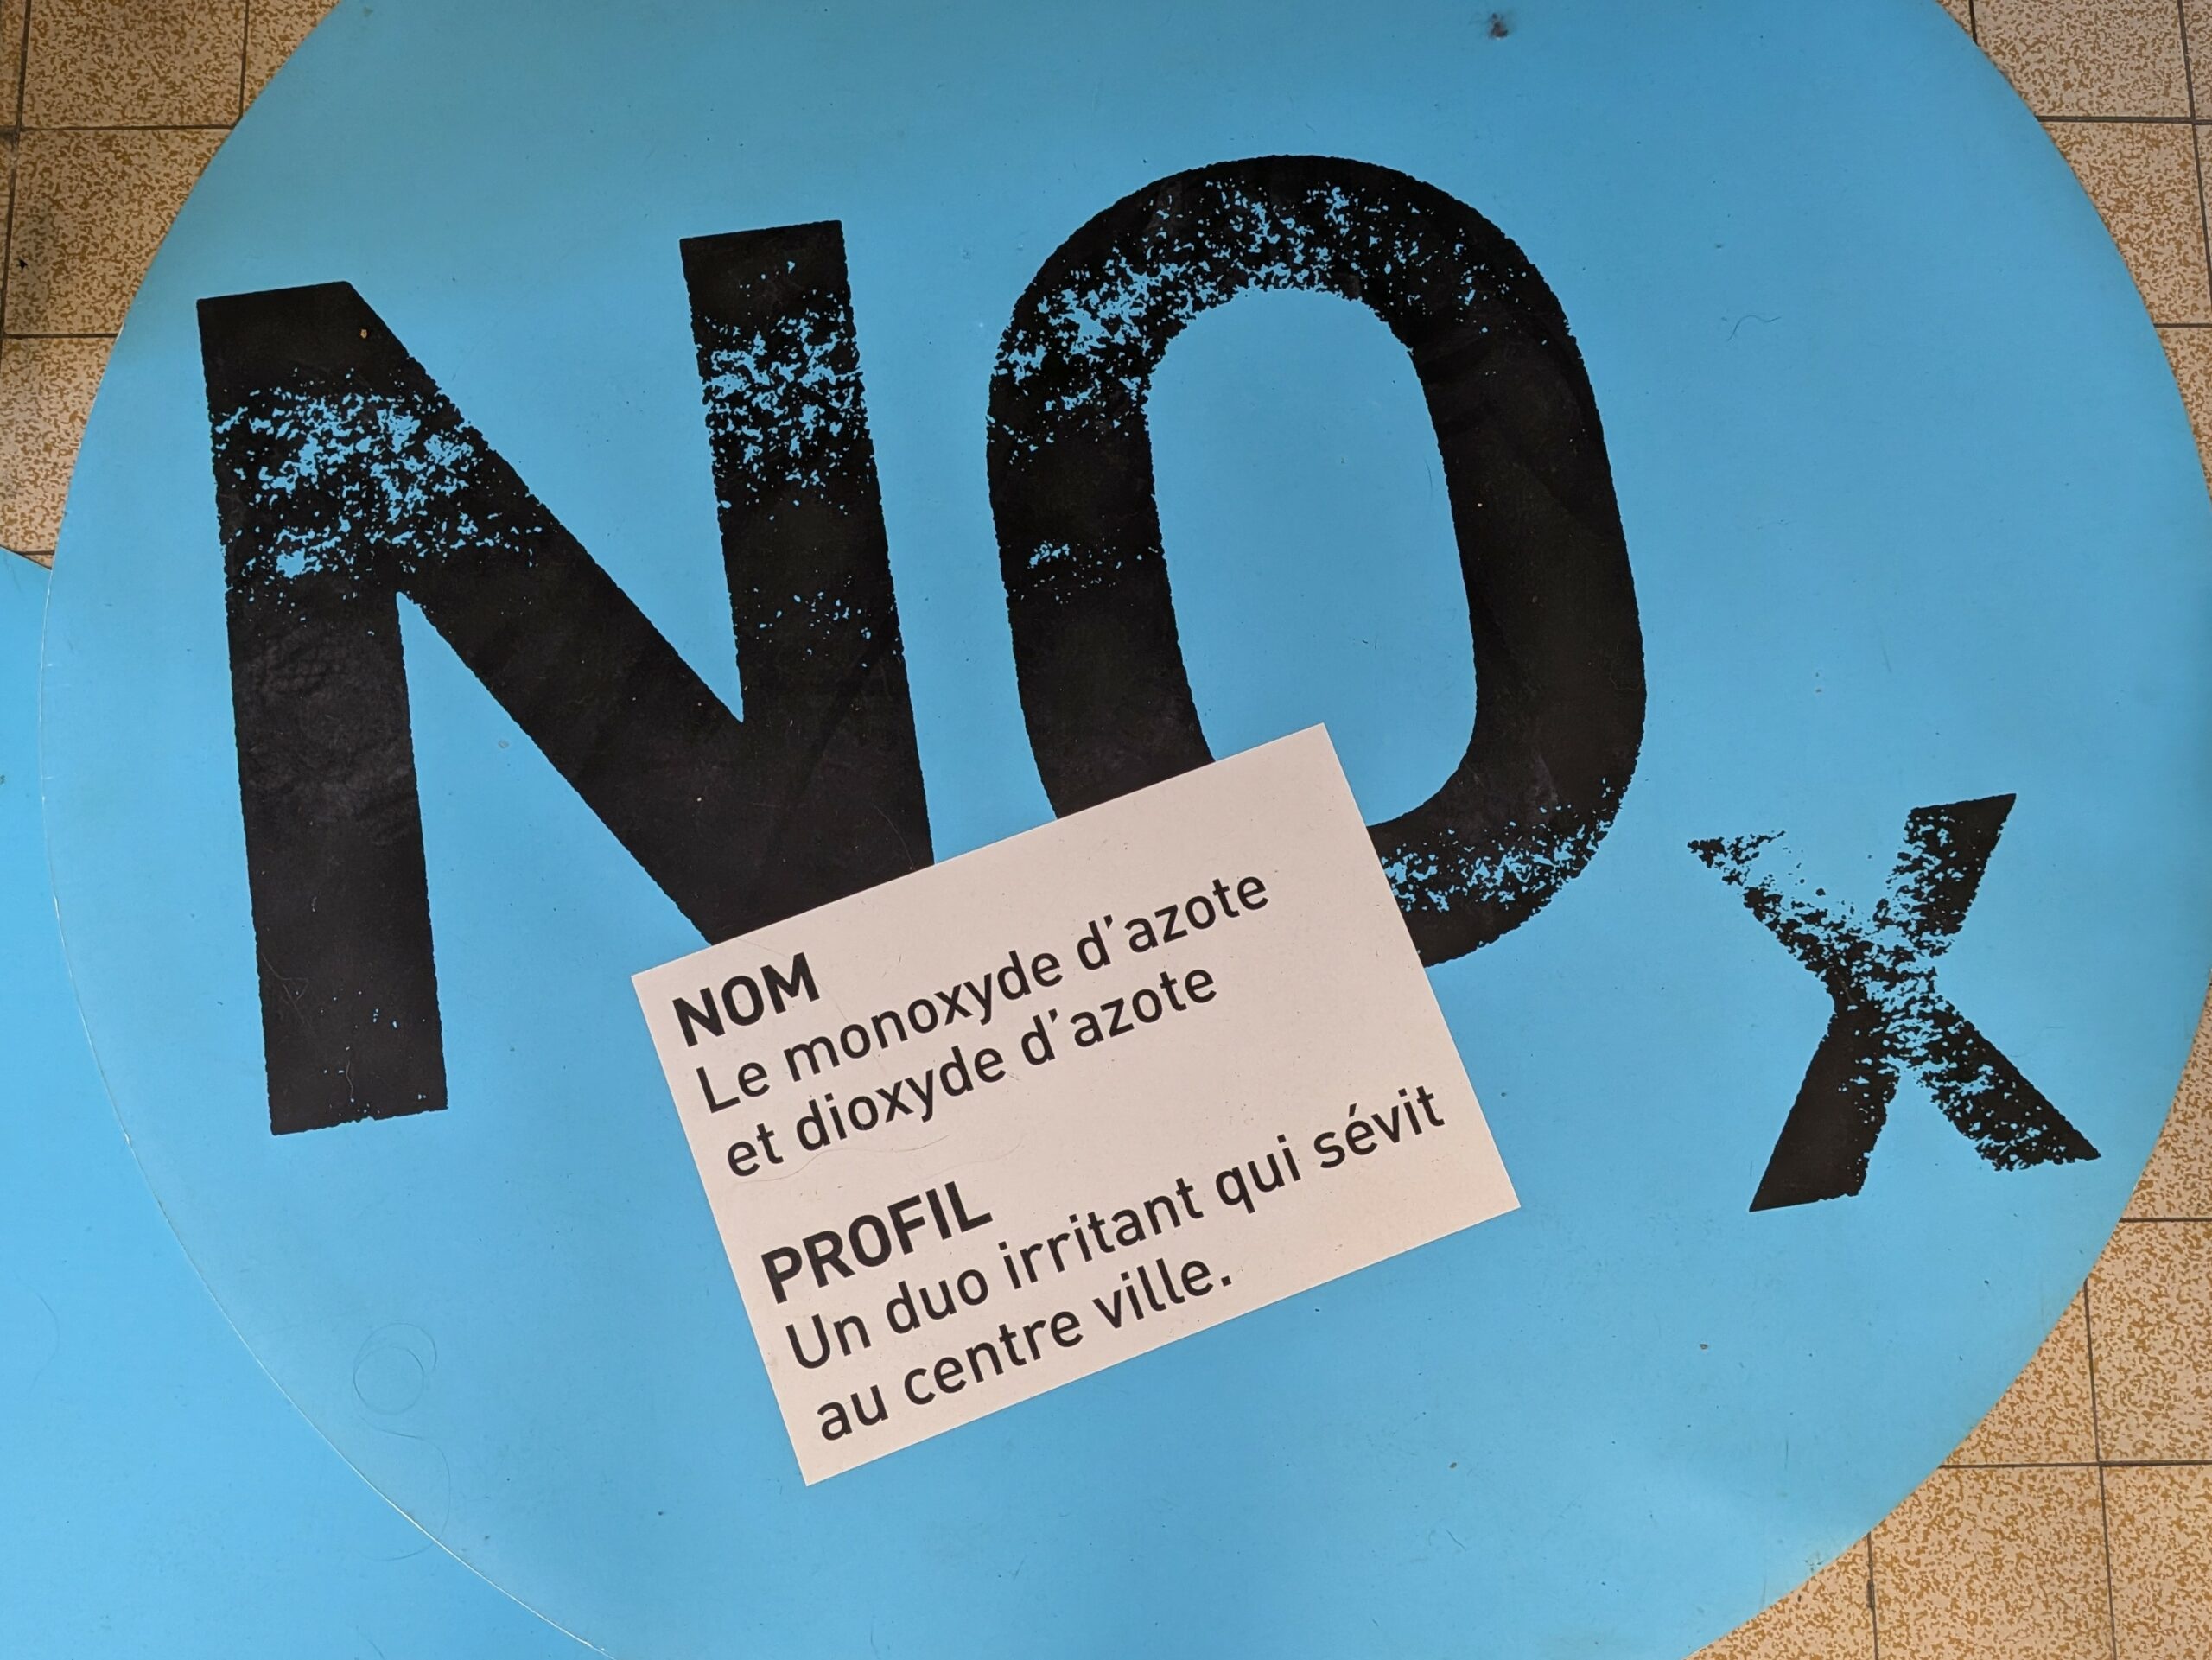 NOx
NOM
Le monoxyde d'azote
et dioxyde d'azote
PROFIL
Un duo irritant qui sévit
au centre ville.